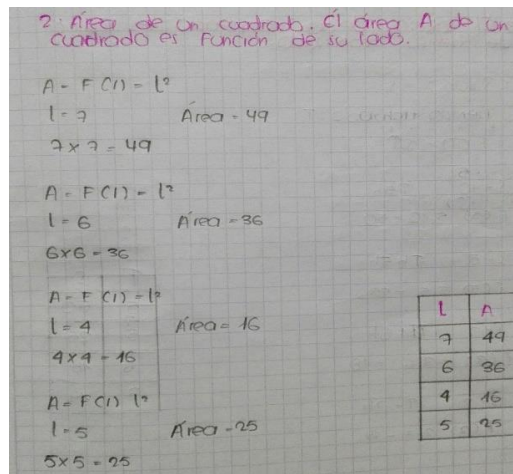 2. Área de un cuadrado. El área A de un
cuadrado es función de su lado.
A = F (l) = l²
l = 7 Área = 49
7 x 7 = 49
A = F (l) = l²
l = 6 Área = 36
6 x 6 = 36
A = F (l) = l²
l = 4 Área = 16
4 x 4 = 16
A = F (l) l²
l = 5 Área = 25
5 x 5 = 25
l A
7 49
6 36
4 16
5 25